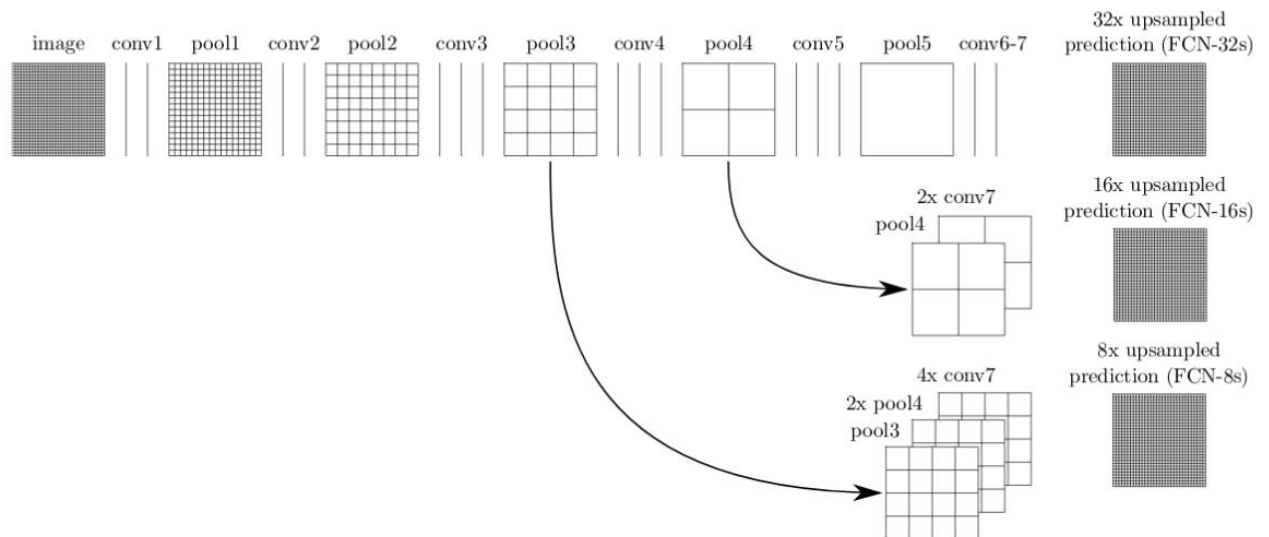 image conv1 pool1 conv2 pool2 conv3 pool3 conv4 pool4 conv5 pool5 conv6-7
32x upsampled
prediction (FCN-32s)
2x conv7
pool4
16x upsampled
prediction (FCN-16s)
4x conv7
2x pool4
pool3
8x upsampled
prediction (FCN-8s)